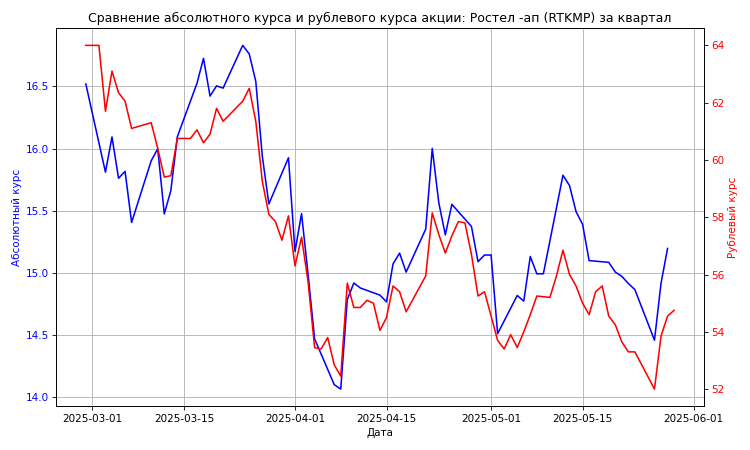 Сравнение абсолютного курса и рублевого курса акции: Ростел -ап (RTKMP) за квартал
Абсолютный курс
16.5
16.0
15.5
15.0
14.5
14.0
64
62
60
58
56
54
52
Рублевый курс
2025-03-01 2025-03-15 2025-04-01 2025-04-15 2025-05-01 2025-05-15 2025-06-01
Дата